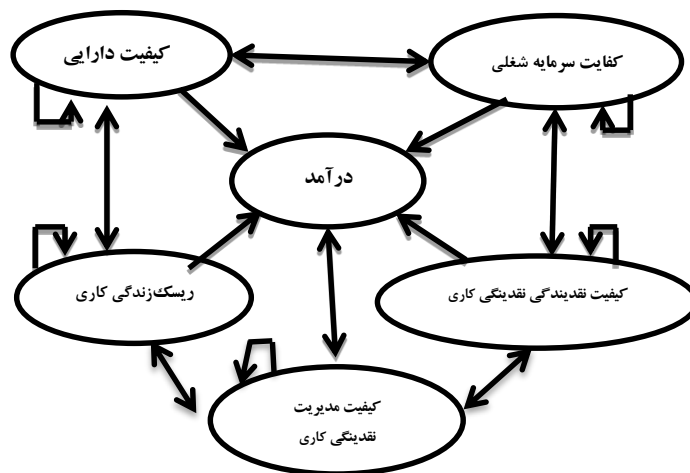 کفایت سرمایه شغلی
کیفیت دارایی
درآمد
کیفیت نقدیندگی نقدینگی کاری
ریسک‌زندگی کاری
کیفیت مدیریت
نقدینگی کاری